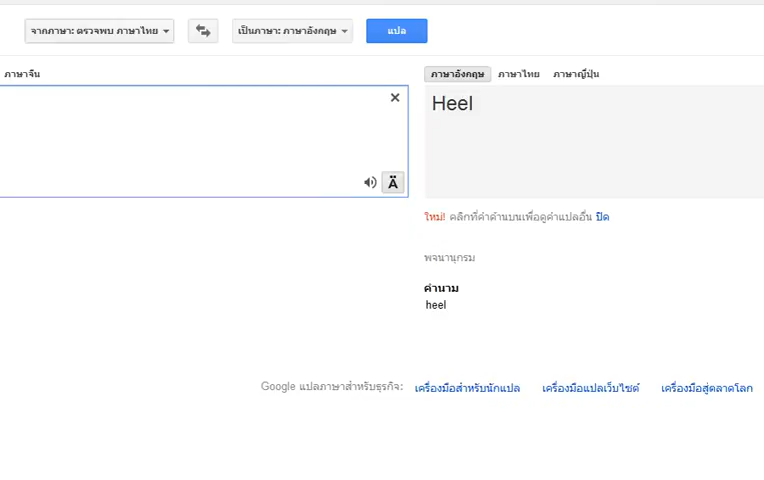 จากภาษา: ตรวจพบ ภาษาไทย เป็นภาษา: ภาษาอังกฤษ แปล
ภาษาจีน ภาษาอังกฤษ ภาษาไทย ภาษาญี่ปุ่น
Heel
Ä
ใหม่! คลิกที่คำด้านบนเพื่อดูคำแปลอื่น ปิด
พจนานุกรม
คำนาม
heel
Google แปลภาษาสำหรับธุรกิจ: เครื่องมือสำหรับนักแปล เครื่องมือแปลเว็บไซต์ เครื่องมือสู่ตลาดโลก